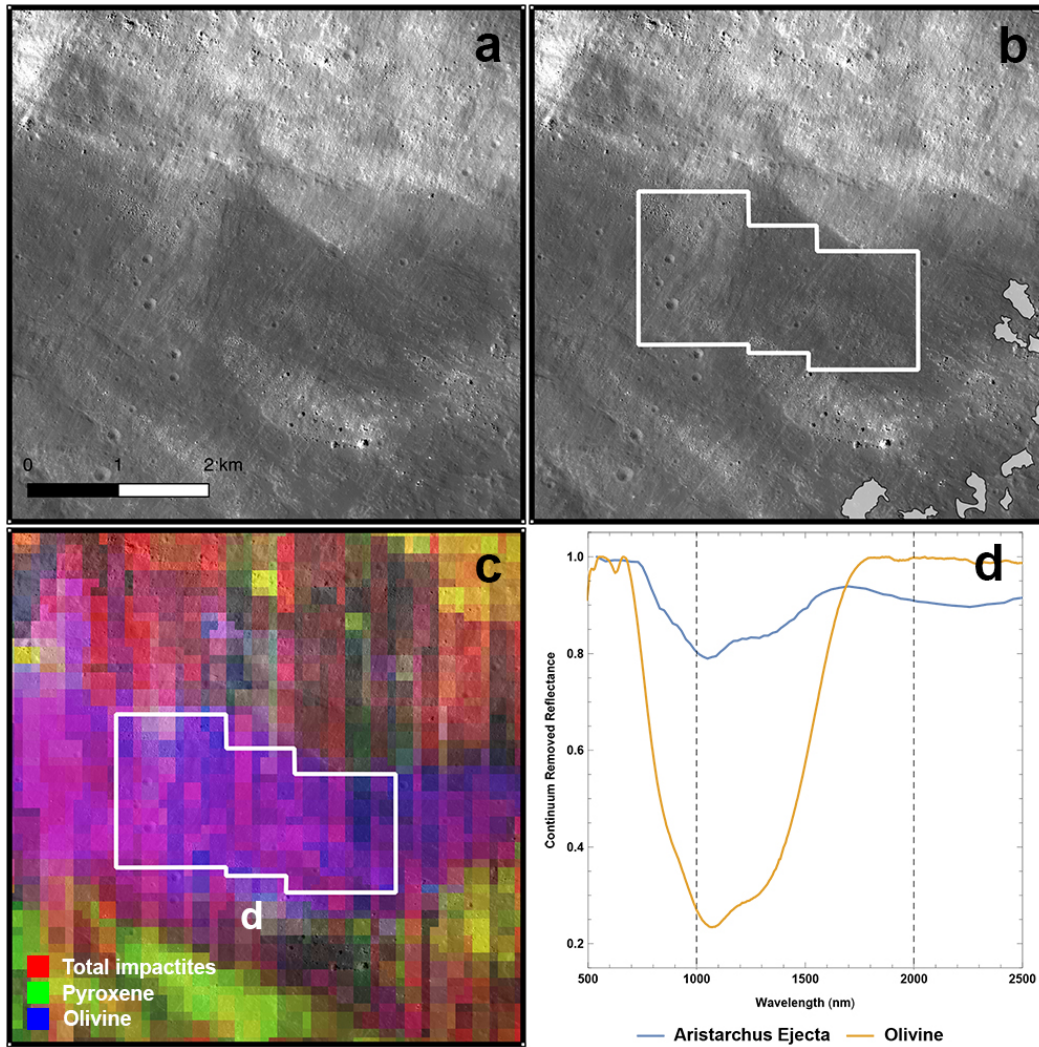 a
b
0 1 2 km
c
d
Total impactites
Pyroxene
Olivine
d
1.0
0.8
0.6
0.4
0.2
Continuum Removed Reflectance
500 1000 1500 2000 2500
Wavelength (nm)
Aristarchus Ejecta Olivine